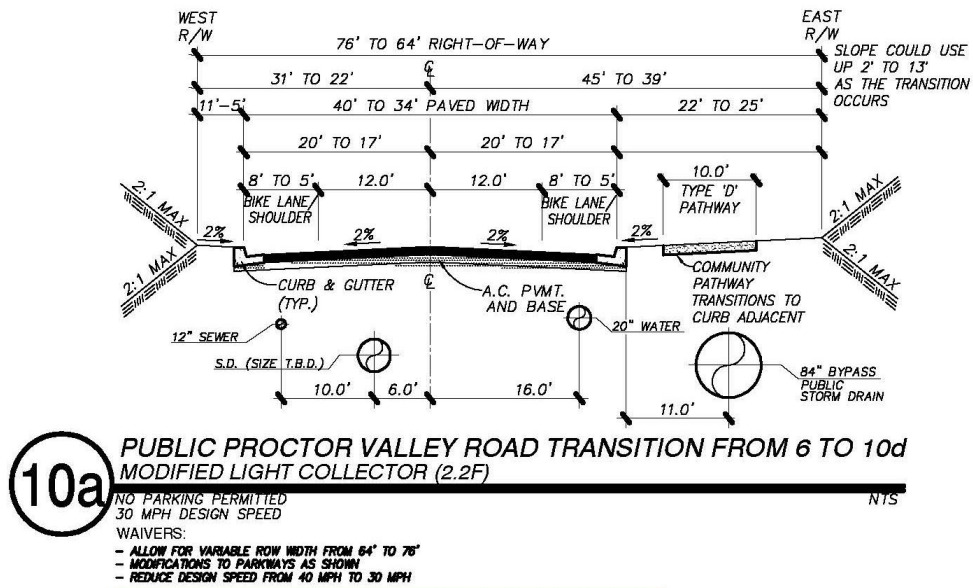 WEST
R/W
EAST
R/W
76' TO 64' RIGHT-OF-WAY
SLOPE COULD USE
UP 2' TO 13'
AS THE TRANSITION
OCCURS
31' TO 22'
℄
45' TO 39'
11'-5'
40' TO 34' PAVED WIDTH
22' TO 25'
20' TO 17'
20' TO 17'
8' TO 5'
BIKE LANE/
SHOULDER
12.0'
12.0'
8' TO 5'
BIKE LANE/
SHOULDER
10.0'
TYPE 'D'
PATHWAY
2:1 MAX
2:1 MAX
2%
2%
2%
2%
2:1 MAX
2:1 MAX
CURB & GUTTER
(TYP.)
℄
A.C. PVMT.
AND BASE
COMMUNITY
PATHWAY
TRANSITIONS TO
CURB ADJACENT
12" SEWER
S.D. (SIZE T.B.D.)
20" WATER
84" BYPASS
PUBLIC
STORM DRAIN
10.0'
6.0'
16.0'
11.0'
10a
PUBLIC PROCTOR VALLEY ROAD TRANSITION FROM 6 TO 10d
MODIFIED LIGHT COLLECTOR (2.2F)
NO PARKING PERMITTED
30 MPH DESIGN SPEED
NTS
WAIVERS:
- ALLOW FOR VARIABLE ROW WIDTH FROM 64' TO 76'
- MODIFICATIONS TO PARKWAYS AS SHOWN
- REDUCE DESIGN SPEED FROM 40 MPH TO 30 MPH